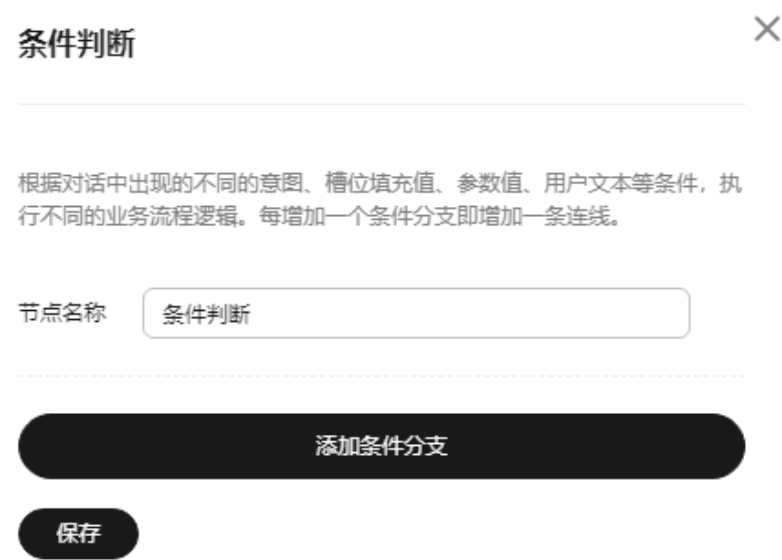 条件判断
根据对话中出现的不同的意图、槽位填充值、参数值、用户文本等条件，执
行不同的业务流程逻辑。每增加一个条件分支即增加一条连线。
节点名称 条件判断
添加条件分支
保存